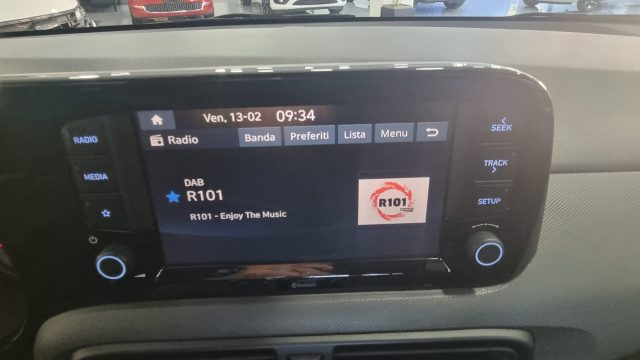 Ven, 13-02 09:34
Radio Banda Preferiti Lista Menu
DAB
R101
R101 - Enjoy The Music
R101
RADIO
MEDIA
SEEK
TRACK
SETUP
Bluetooth